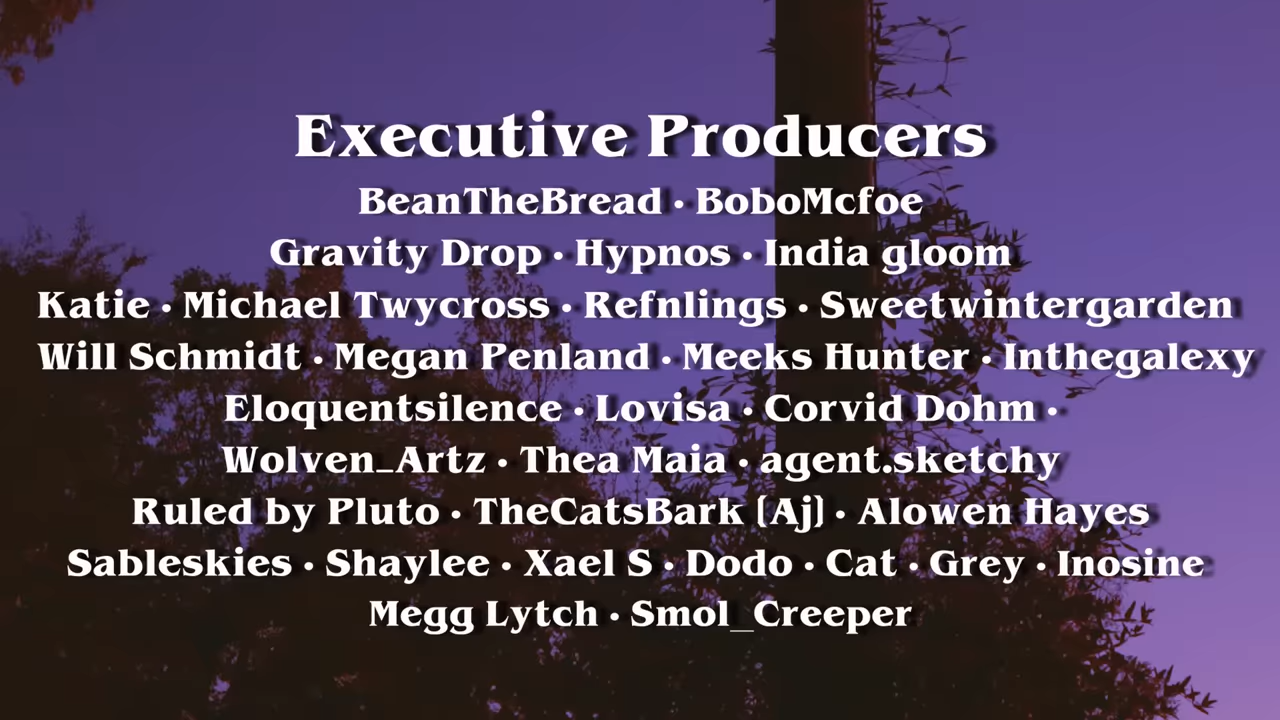 Executive Producers
BeanTheBread • BoboMcfoe
Gravity Drop • Hypnos • India gloom
Katie • Michael Twycross • Refnlings • Sweetwintergarden
Will Schmidt • Megan Penland • Meeks Hunter • Inthegalexy
Eloquentsilence • Lovisa • Corvid Dohm •
Wolven_Artz • Thea Maia • agent.sketchy
Ruled by Pluto • TheCatsBark (Aj) • Alowen Hayes
Sableskies • Shaylee • Xael S • Dodo • Cat • Grey • Inosine
Megg Lytch • Smol_Creeper